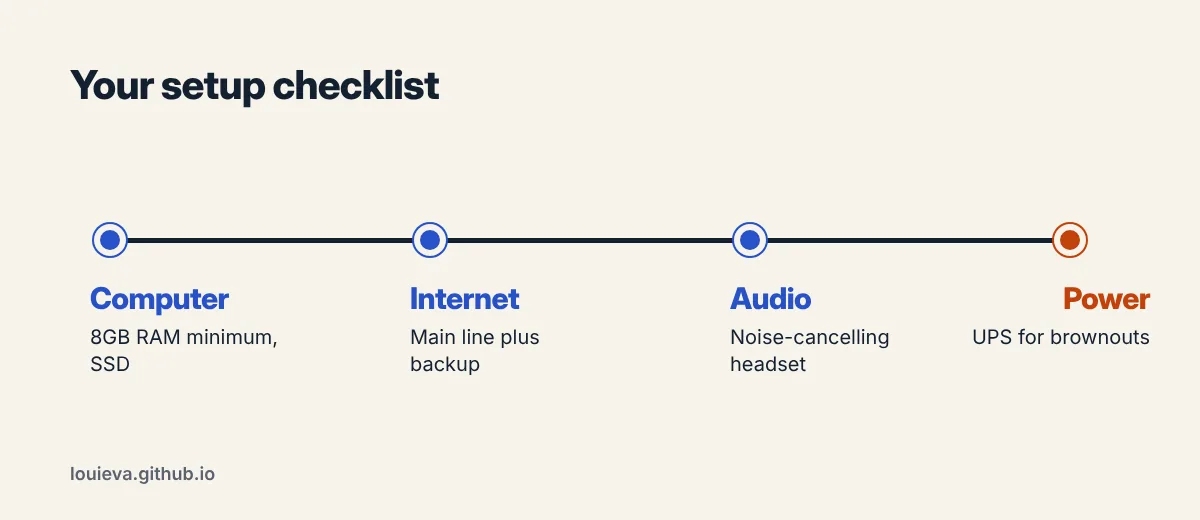 Your setup checklist
Computer
8GB RAM minimum,
SSD
Internet
Main line plus
backup
Audio
Noise-cancelling
headset
Power
UPS for brownouts
louieva.github.io